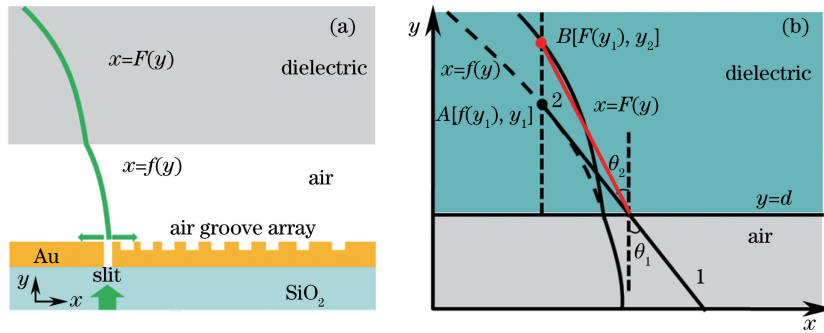 (a)
x=F(y)
dielectric
x=f(y)
air
air groove array
Au
slit
y
x
SiO₂
(b)
y
B[F(y₁), y₂]
x=f(y)
dielectric
2
A[f(y₁), y₁]
x=F(y)
θ₂
y=d
air
θ₁
1
x